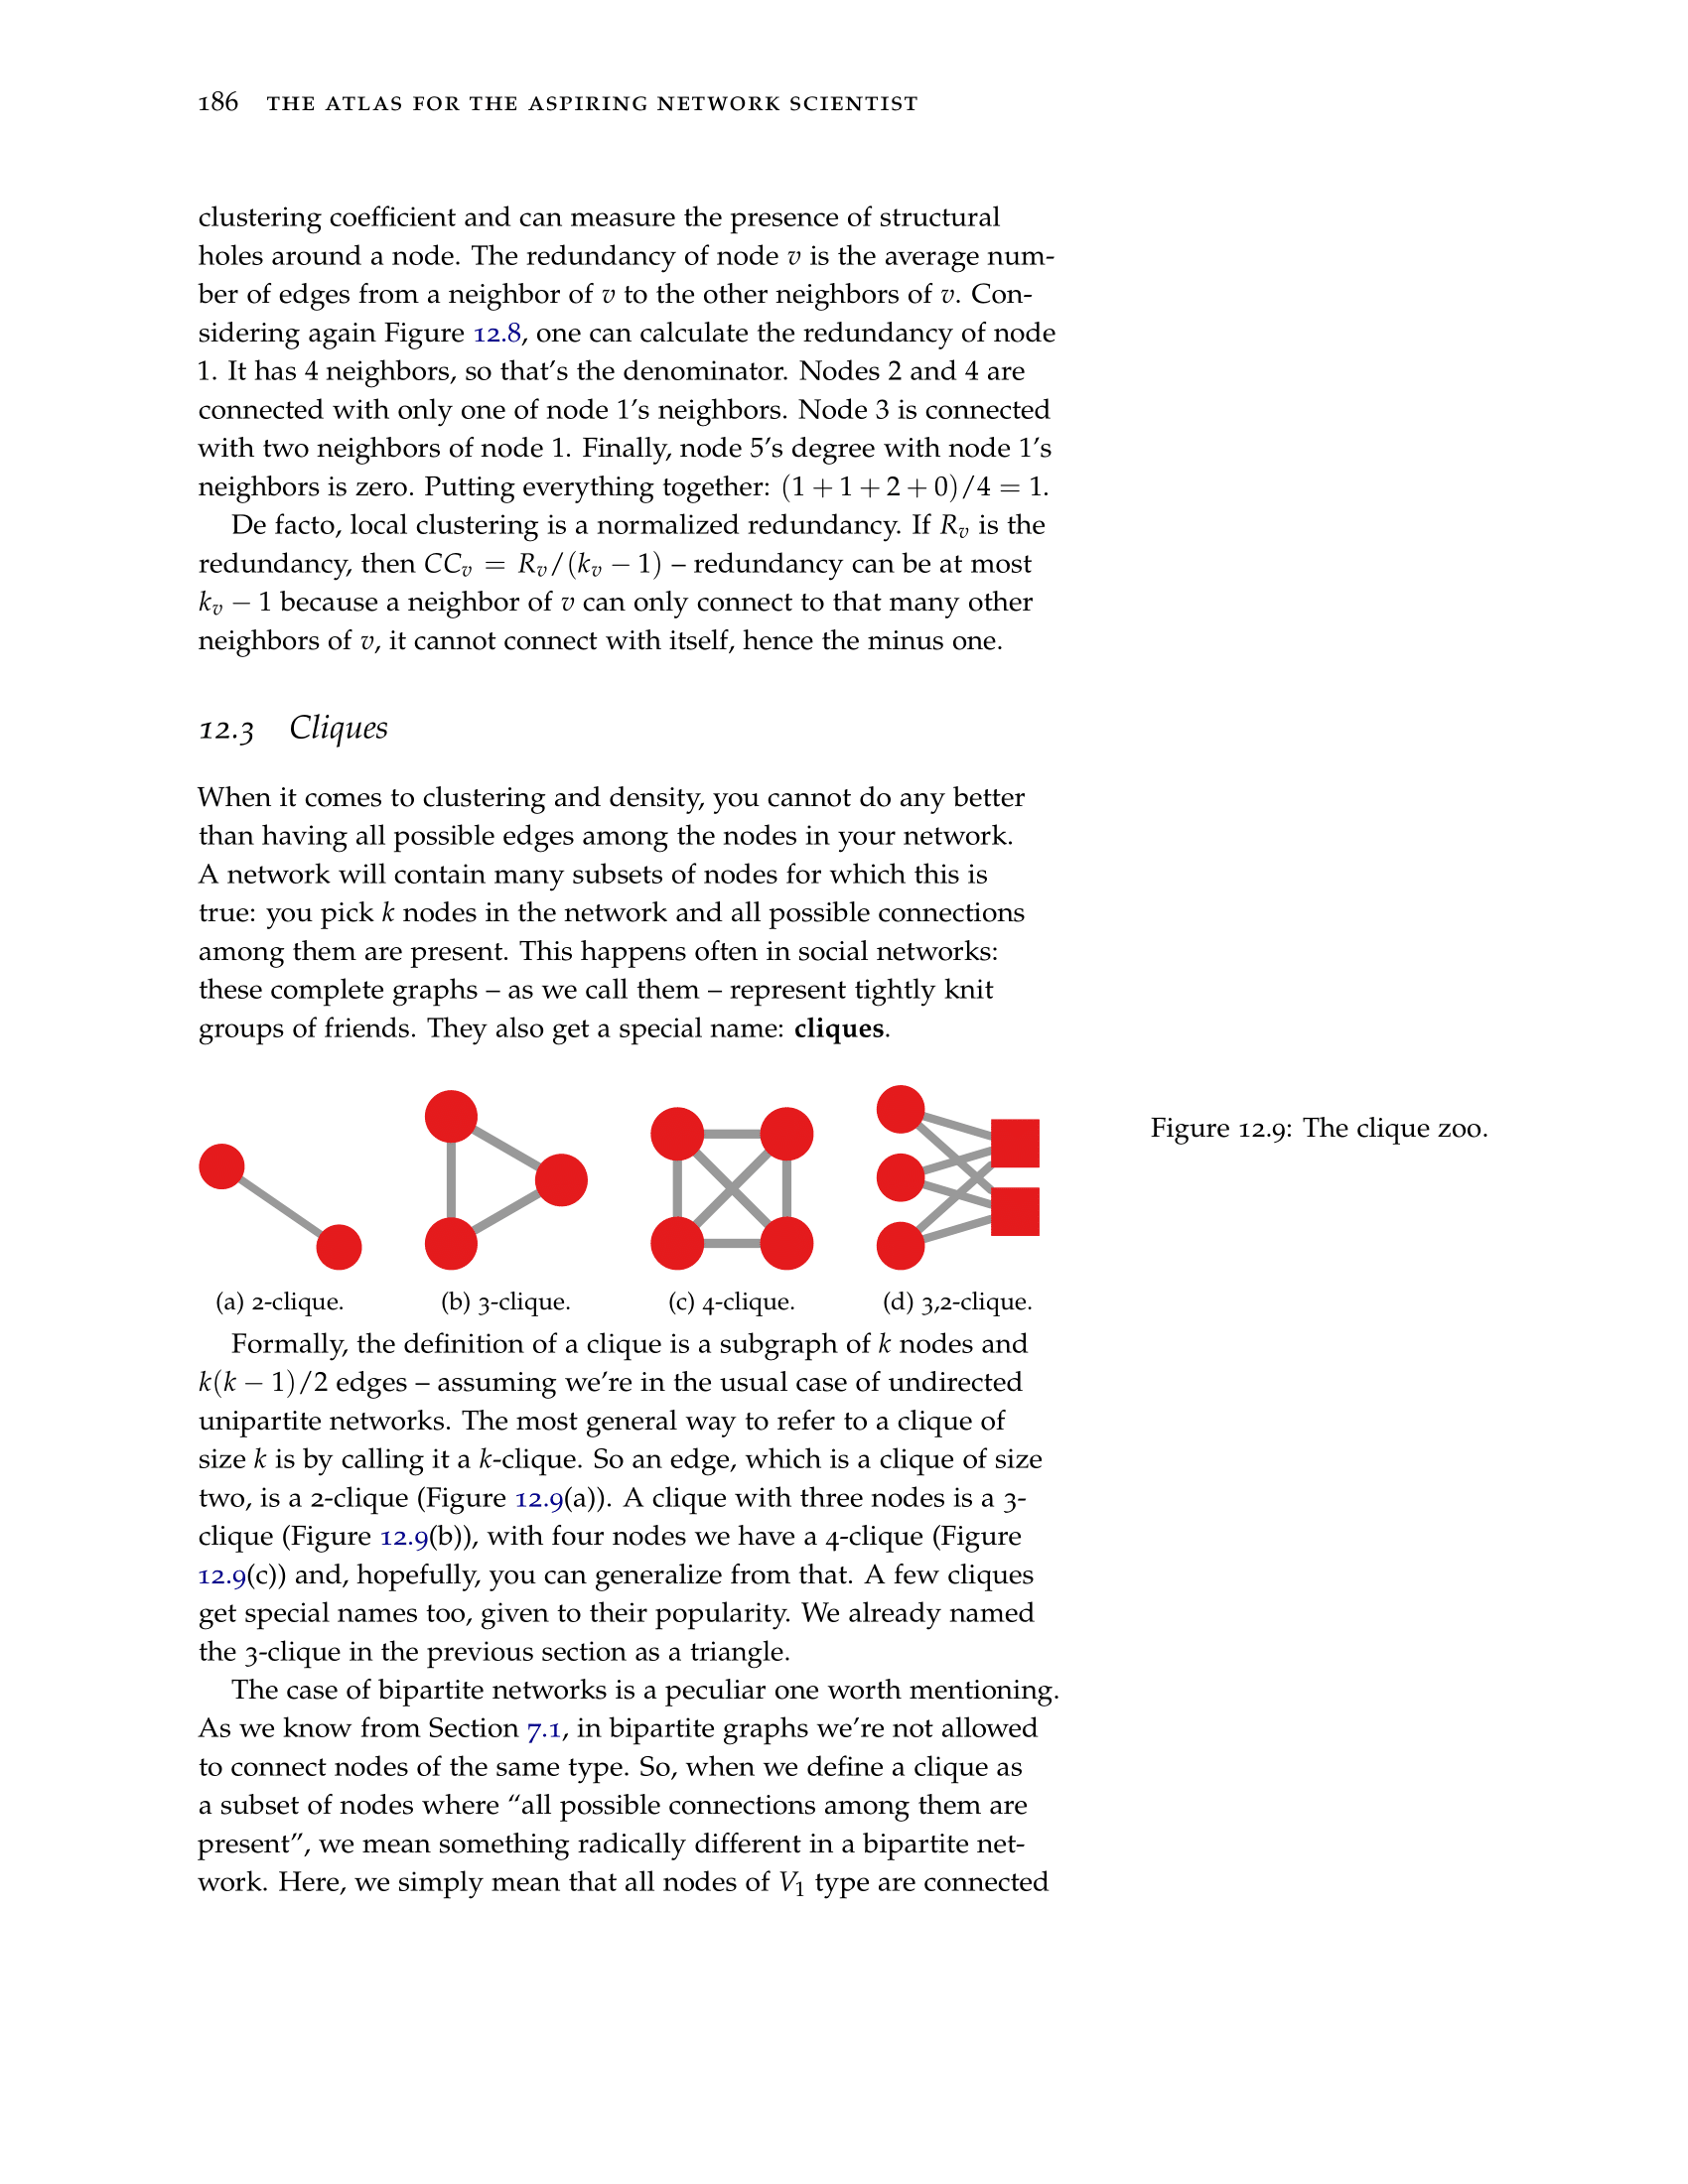 186 THE ATLAS FOR THE ASPIRING NETWORK SCIENTIST
clustering coefficient and can measure the presence of structural
holes around a node. The redundancy of node v is the average num-
ber of edges from a neighbor of v to the other neighbors of v. Con-
sidering again Figure 12.8, one can calculate the redundancy of node
1. It has 4 neighbors, so that's the denominator. Nodes 2 and 4 are
connected with only one of node 1's neighbors. Node 3 is connected
with two neighbors of node 1. Finally, node 5's degree with node 1's
neighbors is zero. Putting everything together: (1 + 1 + 2 + 0)/4 = 1.
De facto, local clustering is a normalized redundancy. If R_v is the
redundancy, then CC_v = R_v/(k_v − 1) – redundancy can be at most
k_v − 1 because a neighbor of v can only connect to that many other
neighbors of v, it cannot connect with itself, hence the minus one.
12.3 Cliques
When it comes to clustering and density, you cannot do any better
than having all possible edges among the nodes in your network.
A network will contain many subsets of nodes for which this is
true: you pick k nodes in the network and all possible connections
among them are present. This happens often in social networks:
these complete graphs – as we call them – represent tightly knit
groups of friends. They also get a special name: cliques.
Figure 12.9: The clique zoo.
(a) 2-clique. (b) 3-clique. (c) 4-clique. (d) 3,2-clique.
Formally, the definition of a clique is a subgraph of k nodes and
k(k − 1)/2 edges – assuming we're in the usual case of undirected
unipartite networks. The most general way to refer to a clique of
size k is by calling it a k-clique. So an edge, which is a clique of size
two, is a 2-clique (Figure 12.9(a)). A clique with three nodes is a 3-
clique (Figure 12.9(b)), with four nodes we have a 4-clique (Figure
12.9(c)) and, hopefully, you can generalize from that. A few cliques
get special names too, given to their popularity. We already named
the 3-clique in the previous section as a triangle.
The case of bipartite networks is a peculiar one worth mentioning.
As we know from Section 7.1, in bipartite graphs we're not allowed
to connect nodes of the same type. So, when we define a clique as
a subset of nodes where "all possible connections among them are
present", we mean something radically different in a bipartite net-
work. Here, we simply mean that all nodes of V_1 type are connected